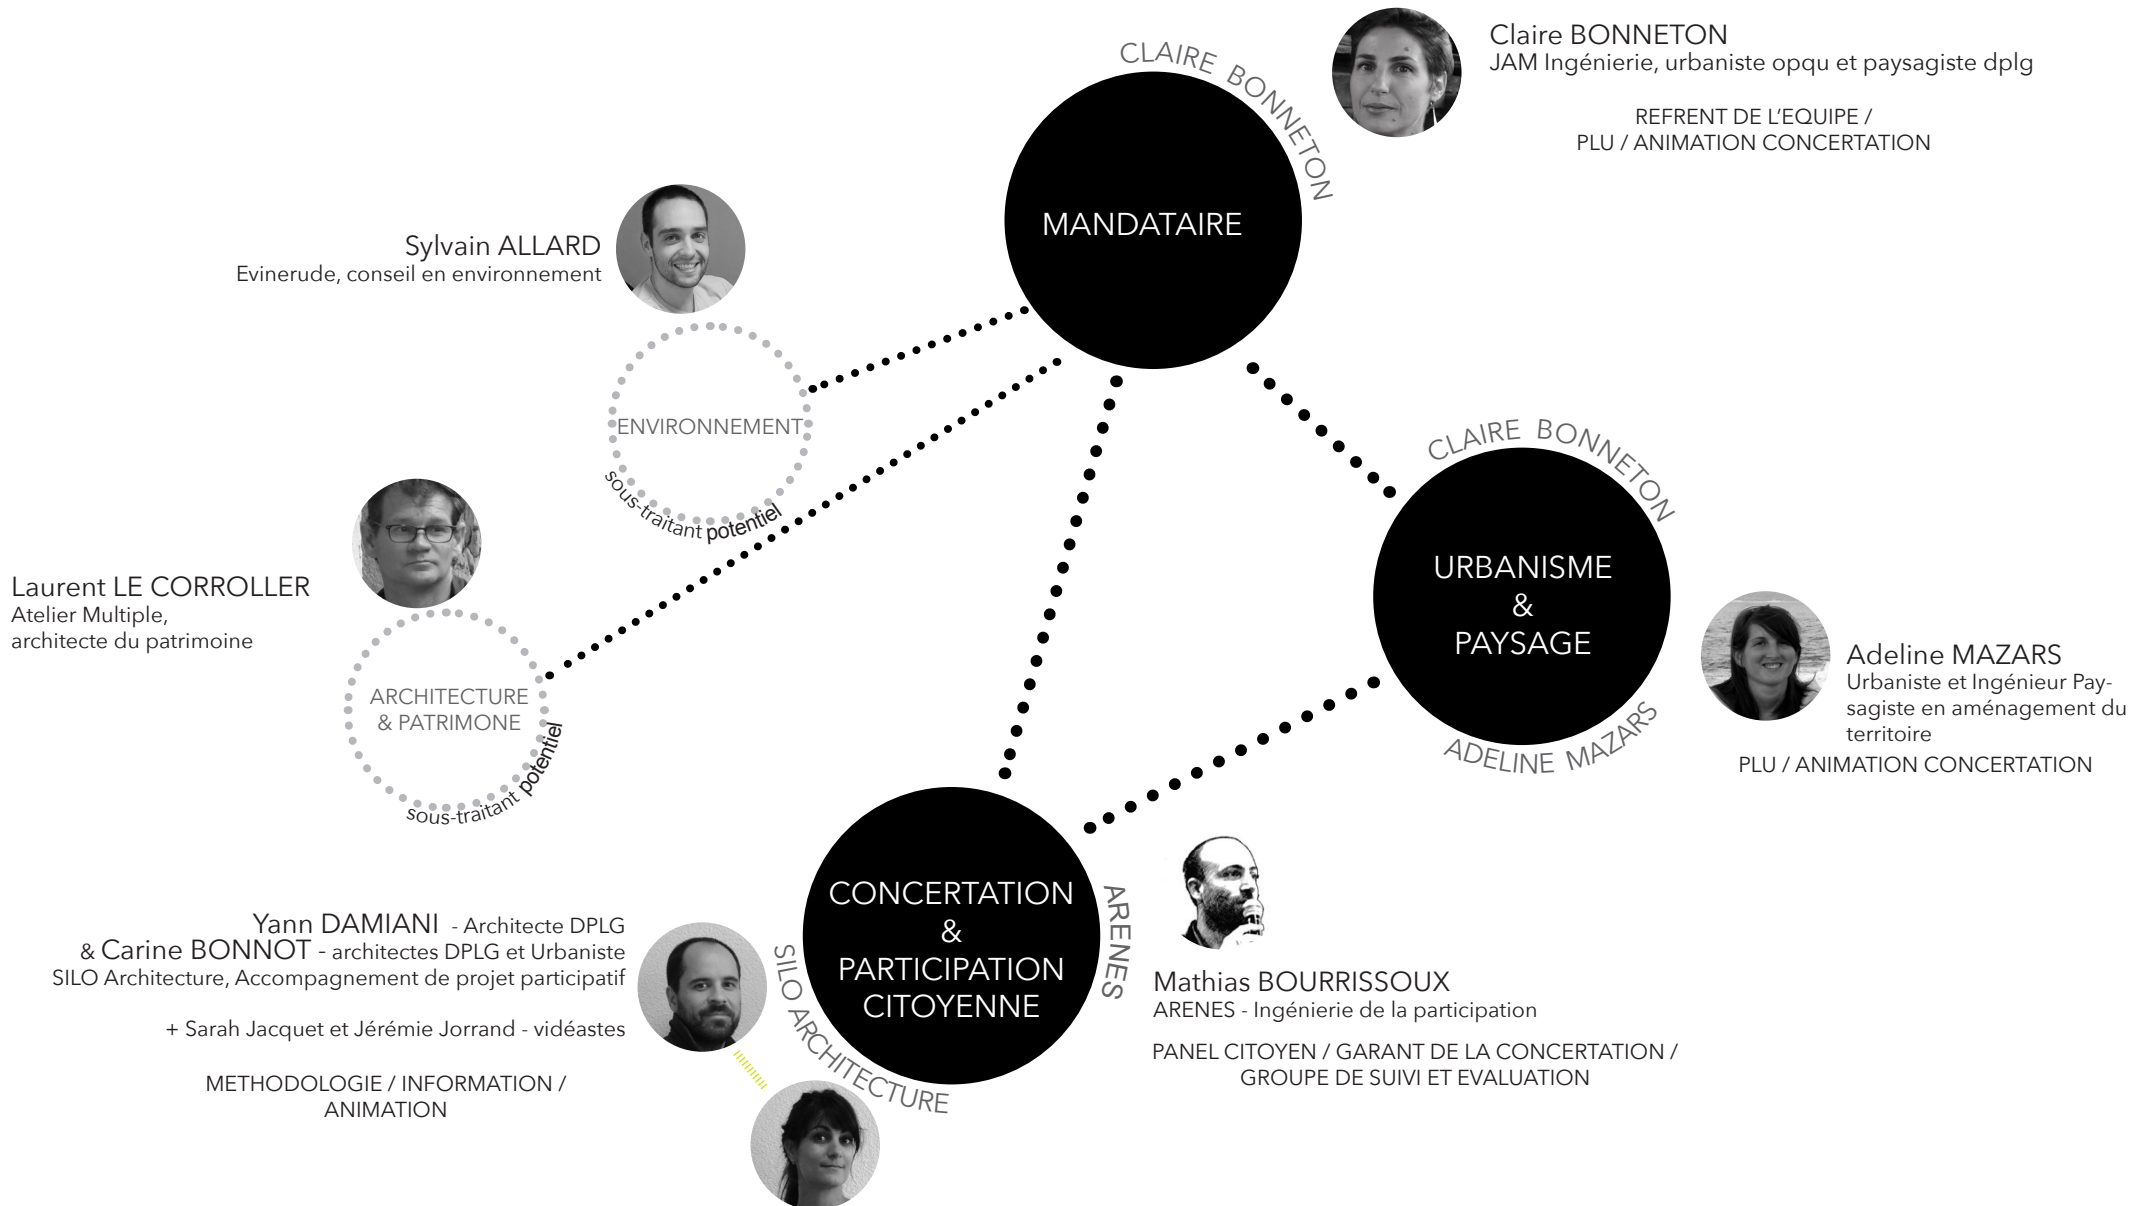 CLAIRE BONNETON
MANDATAIRE
Claire BONNETON
JAM Ingénierie, urbaniste opqu et paysagiste dplg
REFRENT DE L'EQUIPE /
PLU / ANIMATION CONCERTATION
Sylvain ALLARD
Evinerude, conseil en environnement
ENVIRONNEMENT
sous-traitant potentiel
Laurent LE CORROLLER
Atelier Multiple,
architecte du patrimoine
ARCHITECTURE
& PATRIMONE
sous-traitant potentiel
CLAIRE BONNETON
URBANISME
&
PAYSAGE
ADELINE MAZARS
Adeline MAZARS
Urbaniste et Ingénieur Pay-
sagiste en aménagement du
territoire
PLU / ANIMATION CONCERTATION
Yann DAMIANI - Architecte DPLG
& Carine BONNOT - architectes DPLG et Urbaniste
SILO Architecture, Accompagnement de projet participatif
+ Sarah Jacquet et Jérémie Jorrand - vidéastes
METHODOLOGIE / INFORMATION /
ANIMATION
SILO ARCHITECTURE
CONCERTATION
&
PARTICIPATION
CITOYENNE
ARENES
Mathias BOURRISSOUX
ARENES - Ingénierie de la participation
PANEL CITOYEN / GARANT DE LA CONCERTATION /
GROUPE DE SUIVI ET EVALUATION